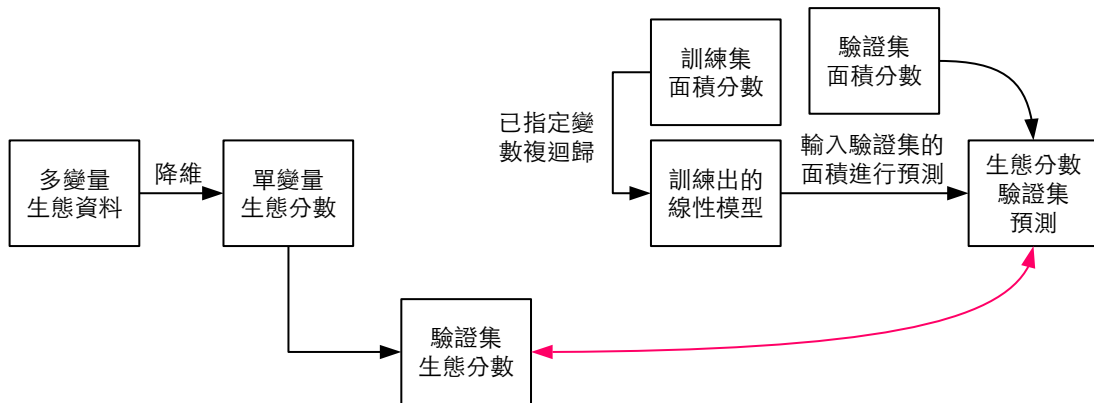 訓練集
面積分數
驗證集
面積分數
已指定變
數複迴歸
多變量
生態資料
降維
單變量
生態分數
訓練出的
線性模型
輸入驗證集的
面積進行預測
生態分數
驗證集
預測
驗證集
生態分數